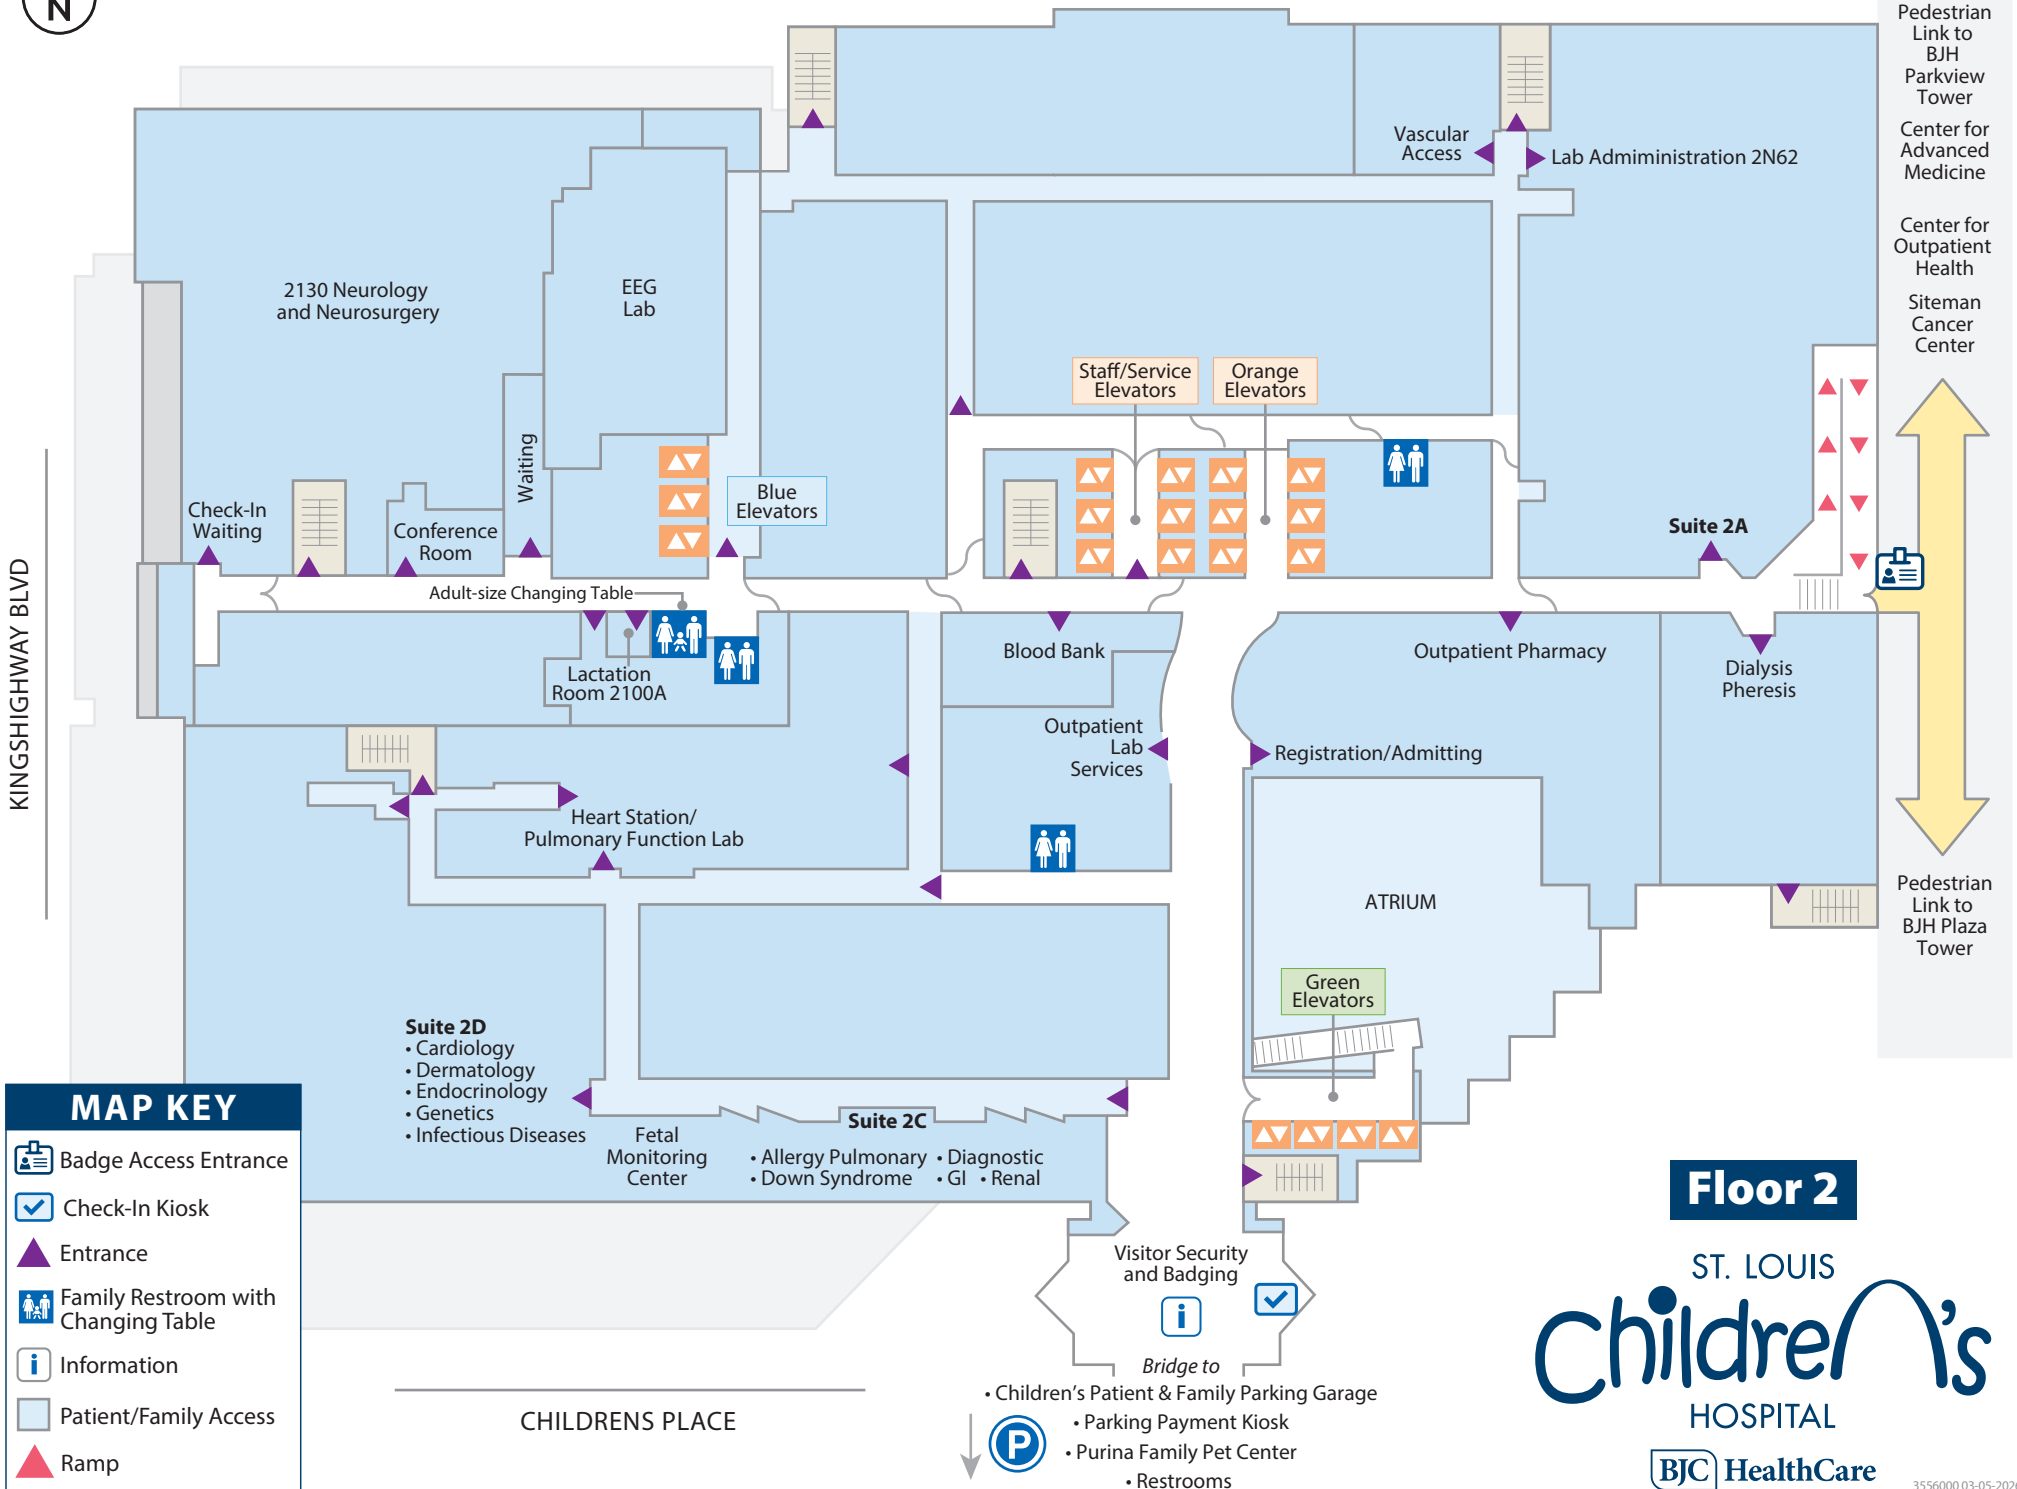 N
Pedestrian
Link to
BJH
Parkview
Tower
Center for
Advanced
Medicine
Center for
Outpatient
Health
Siteman
Cancer
Center
Vascular
Access
Lab Admiministration 2N62
2130 Neurology
and Neurosurgery
EEG
Lab
Staff/Service
Elevators
Orange
Elevators
Waiting
Blue
Elevators
Check-In
Waiting
Conference
Room
Suite 2A
KINGSHIGHWAY BLVD
Adult-size Changing Table
Lactation
Room 2100A
Blood Bank
Outpatient Pharmacy
Dialysis
Pheresis
Outpatient
Lab
Services
Registration/Admitting
Heart Station/
Pulmonary Function Lab
ATRIUM
Pedestrian
Link to
BJH Plaza
Tower
Green
Elevators
Suite 2D
• Cardiology
• Dermatology
• Endocrinology
• Genetics
• Infectious Diseases
Fetal
Monitoring
Center
Suite 2C
• Allergy Pulmonary • Diagnostic
• Down Syndrome • GI • Renal
MAP KEY
Badge Access Entrance
Check-In Kiosk
Entrance
Family Restroom with
Changing Table
i Information
Patient/Family Access
Ramp
Visitor Security
and Badging
i
Bridge to
• Children's Patient & Family Parking Garage
• Parking Payment Kiosk
• Purina Family Pet Center
• Restrooms
P
CHILDRENS PLACE
Floor 2
ST. LOUIS
Children's
HOSPITAL
BJC HealthCare
3556000 03-05-2026